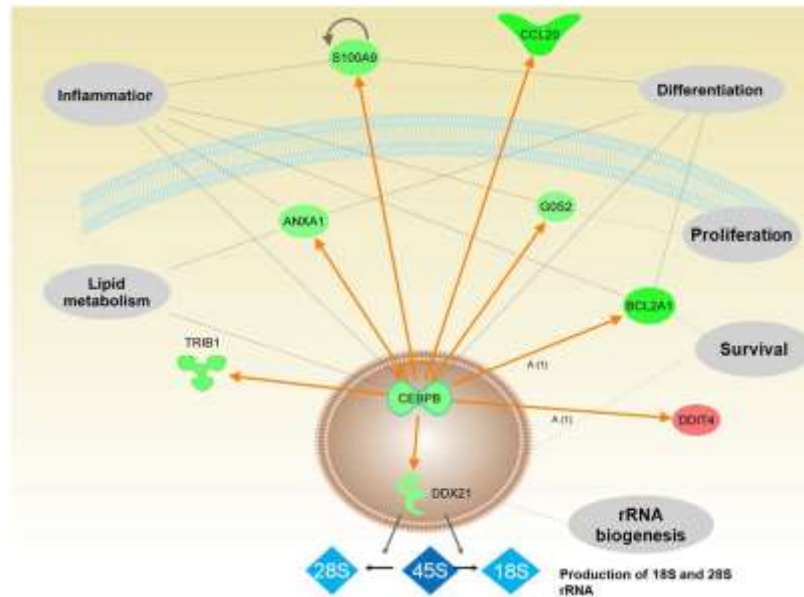 CCL20
S100A9
Inflammatior
Differentiation
ANXA1
G0S2
Proliferation
Lipid
metabolism
BCL2A1
TRIB1
Survival
A (1)
CEBPB
A (1)
DDIT4
DDX21
rRNA
biogenesis
28S
45S
18S
Production of 18S and 28S
rRNA